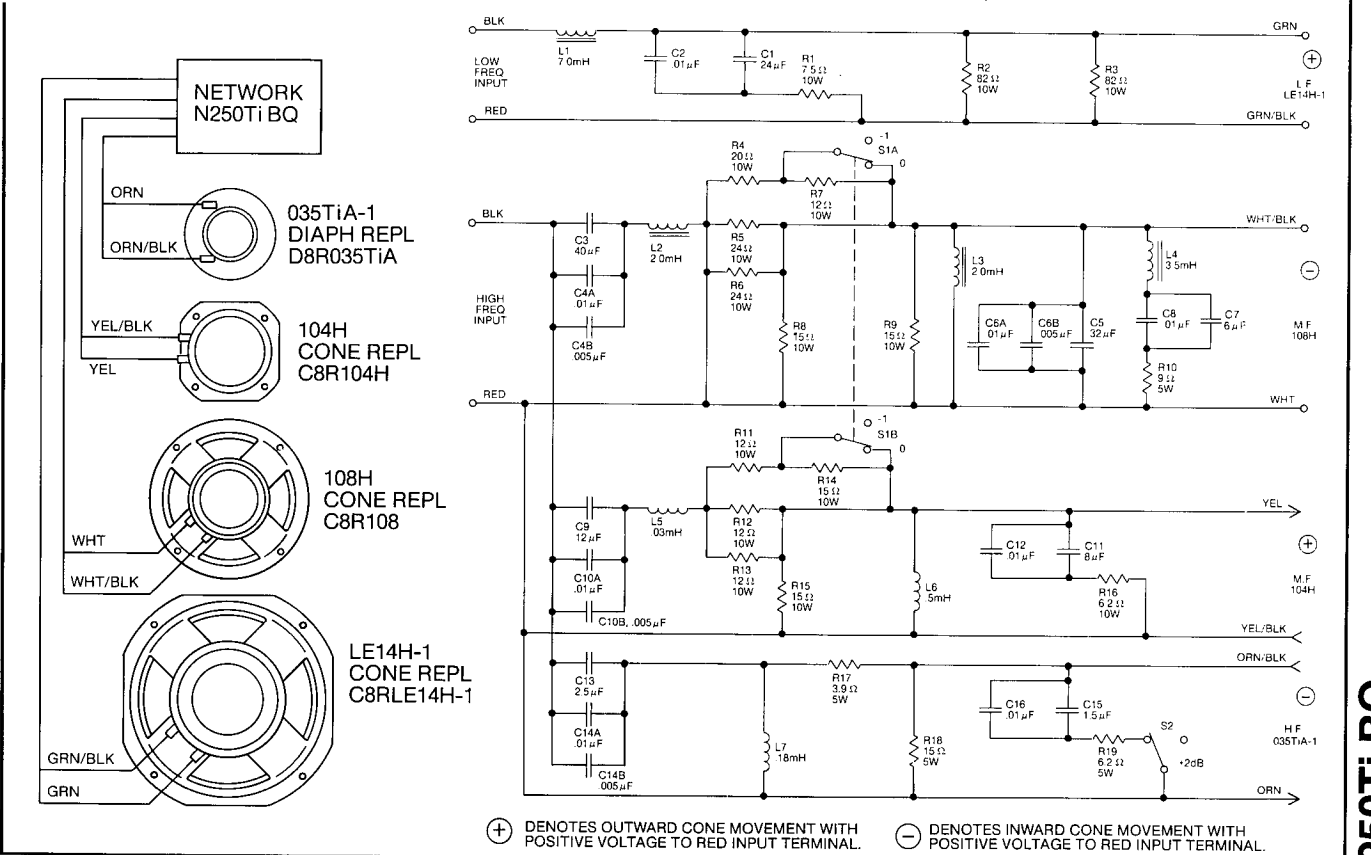 NETWORK
N250Ti BQ
ORN
ORN/BLK
035TiA-1
DIAPH REPL
D8R035TiA
YEL/BLK
YEL
104H
CONE REPL
C8R104H
WHT
WHT/BLK
108H
CONE REPL
C8R108
GRN/BLK
GRN
LE14H-1
CONE REPL
C8RLE14H-1
BLK
LOW
FREQ
INPUT
RED
L1
7.0mH
C2
.01µF
C1
24µF
R1
7.5Ω
10W
R2
82Ω
10W
R3
82Ω
10W
GRN
+
L.F.
LE14H-1
GRN/BLK
-1
S1A
0
R4
20Ω
10W
R7
12Ω
10W
BLK
HIGH
FREQ
INPUT
RED
C3
40µF
C4A
.01µF
C4B
.005µF
L2
2.0mH
R5
24Ω
10W
R6
24Ω
10W
R8
15Ω
10W
R9
15Ω
10W
L3
2.0mH
C6A
.01µF
C6B
.005µF
C5
32µF
L4
3.5mH
C8
.01µF
C7
6µF
R10
9Ω
5W
WHT/BLK
−
M.F.
108H
WHT
-1
S1B
0
R11
12Ω
10W
R14
15Ω
10W
C9
12µF
C10A
.01µF
C10B, .005µF
L5
.03mH
R12
12Ω
10W
R13
12Ω
10W
R15
15Ω
10W
L6
.5mH
C12
.01µF
C11
8µF
R16
6.2Ω
10W
YEL
+
M.F.
104H
YEL/BLK
ORN/BLK
C13
2.5µF
C14A
.01µF
C14B
.005µF
L7
.18mH
R17
3.9Ω
5W
R18
15Ω
5W
C16
.01µF
C15
1.5µF
R19
6.2Ω
5W
S2
0
+2dB
−
H.F.
035TiA-1
ORN
+ DENOTES OUTWARD CONE MOVEMENT WITH
POSITIVE VOLTAGE TO RED INPUT TERMINAL.
− DENOTES INWARD CONE MOVEMENT WITH
POSITIVE VOLTAGE TO RED INPUT TERMINAL.